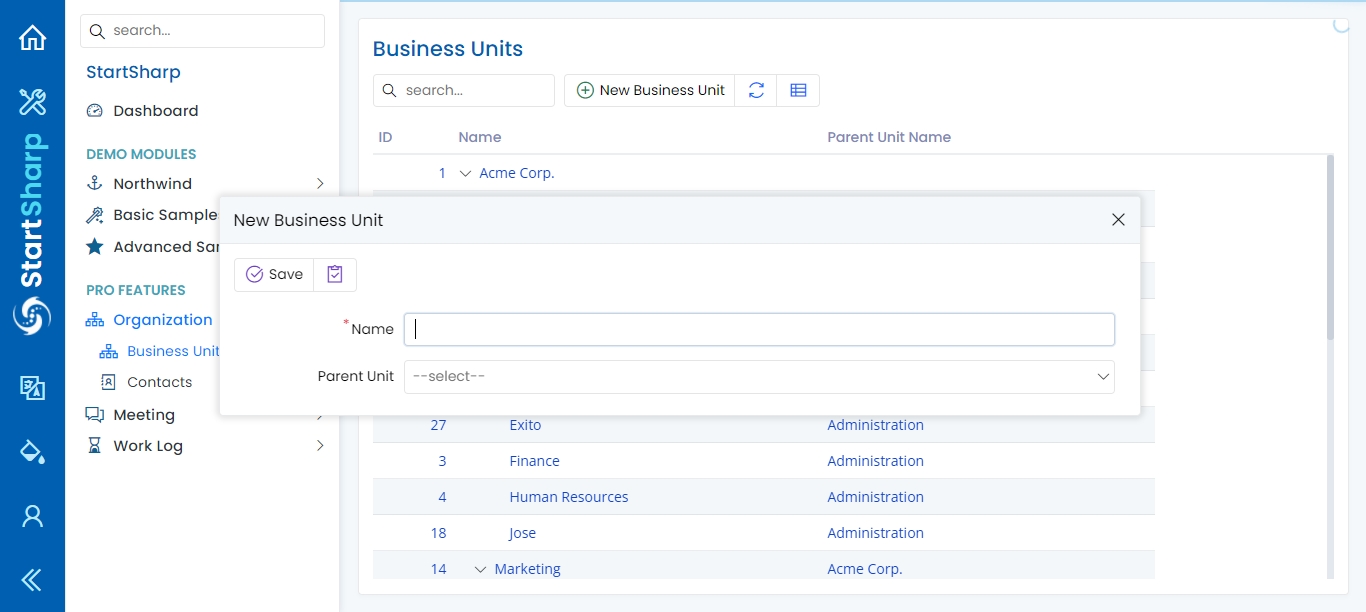 search...
StartSharp
Dashboard
DEMO MODULES
Northwind
Basic Sample
Advanced Sa
PRO FEATURES
Organization
Business Unit
Contacts
Meeting
Work Log
StartSharp
Business Units
search...
New Business Unit
ID Name Parent Unit Name
1 Acme Corp.
New Business Unit
Save
*Name
Parent Unit --select--
27 Exito Administration
3 Finance Administration
4 Human Resources Administration
18 Jose Administration
14 Marketing Acme Corp.